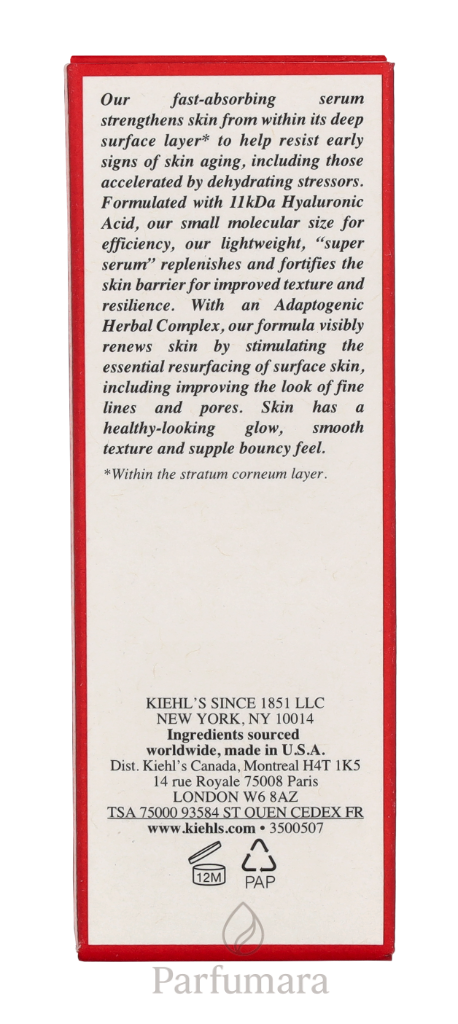 Our fast-absorbing serum
strengthens skin from within its deep
surface layer* to help resist early
signs of skin aging, including those
accelerated by dehydrating stressors.
Formulated with 11kDa Hyaluronic
Acid, our small molecular size for
efficiency, our lightweight, “super
serum” replenishes and fortifies the
skin barrier for improved texture and
resilience. With an Adaptogenic
Herbal Complex, our formula visibly
renews skin by stimulating the
essential resurfacing of surface skin,
including improving the look of fine
lines and pores. Skin has a
healthy-looking glow, smooth
texture and supple bouncy feel.
*Within the stratum corneum layer.
KIEHL’S SINCE 1851 LLC
NEW YORK, NY 10014
Ingredients sourced
worldwide, made in U.S.A.
Dist. Kiehl’s Canada, Montreal H4T 1K5
14 rue Royale 75008 Paris
LONDON W6 8AZ
TSA 75000 93584 ST OUEN CEDEX FR
www.kiehls.com • 3500507
12M
PAP
Parfumara